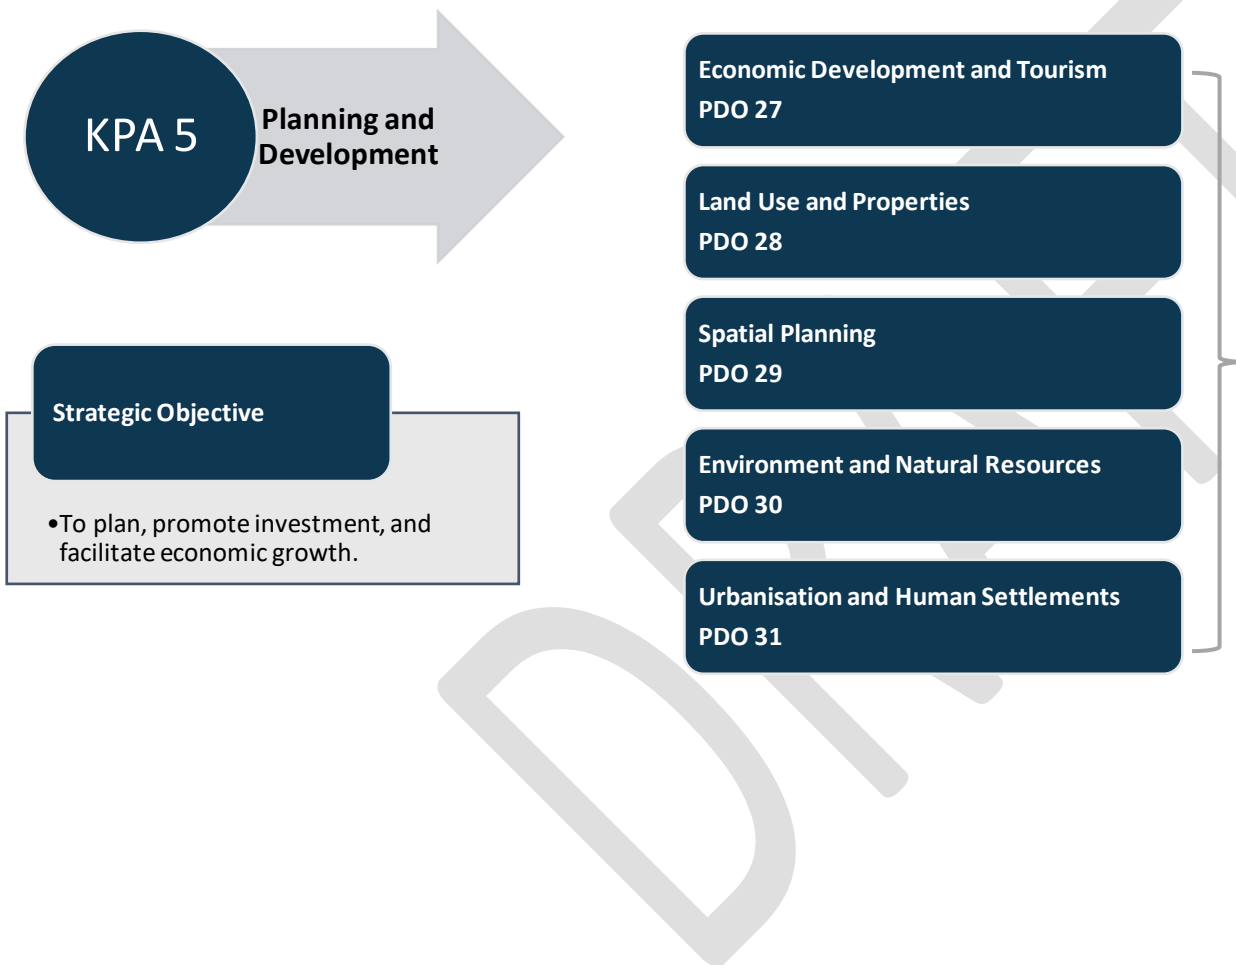 KPA 5
Planning and
Development
Strategic Objective
•To plan, promote investment, and
facilitate economic growth.
Economic Development and Tourism
PDO 27
Land Use and Properties
PDO 28
Spatial Planning
PDO 29
Environment and Natural Resources
PDO 30
Urbanisation and Human Settlements
PDO 31